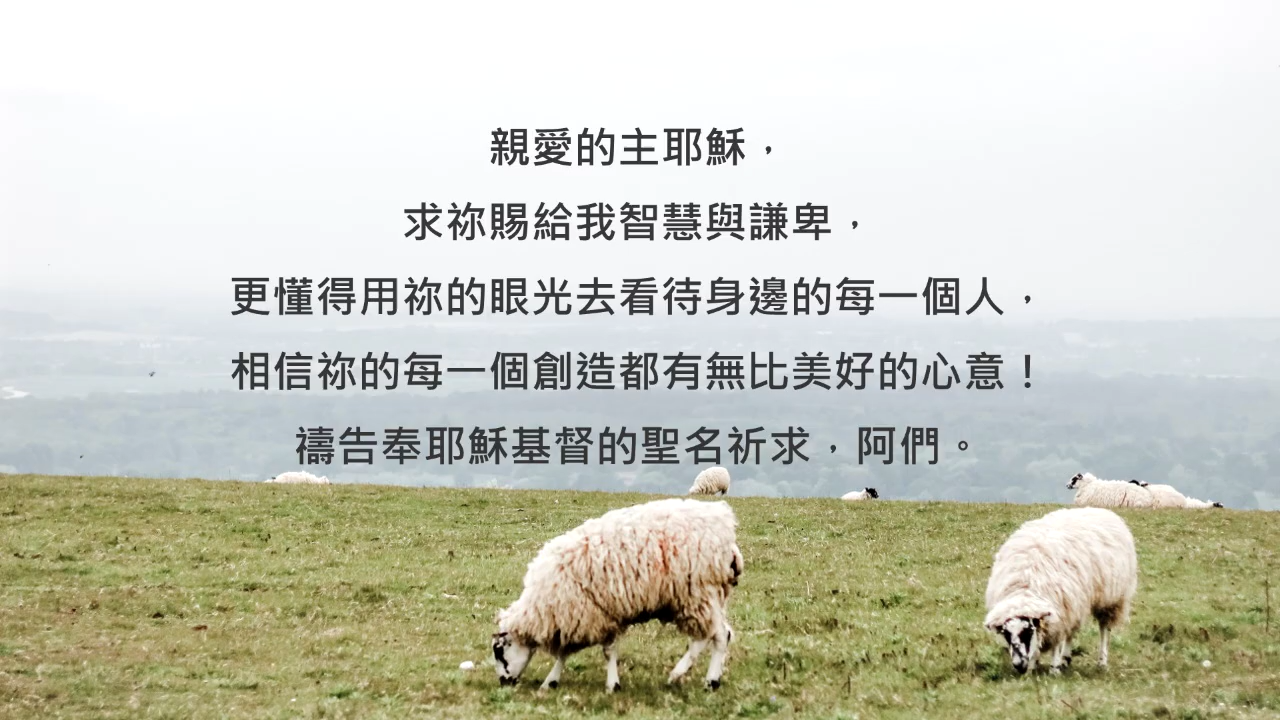 親愛的主耶穌，
求祢賜給我智慧與謙卑，
更懂得用祢的眼光去看待身邊的每一個人，
相信祢的每一個創造都有無比美好的心意！
禱告奉耶穌基督的聖名祈求，阿們。